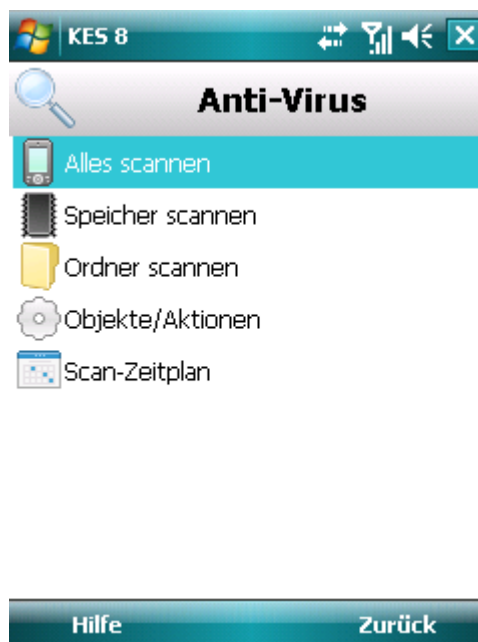 KES 8
Anti-Virus
Alles scannen
Speicher scannen
Ordner scannen
Objekte/Aktionen
Scan-Zeitplan
Hilfe Zurück